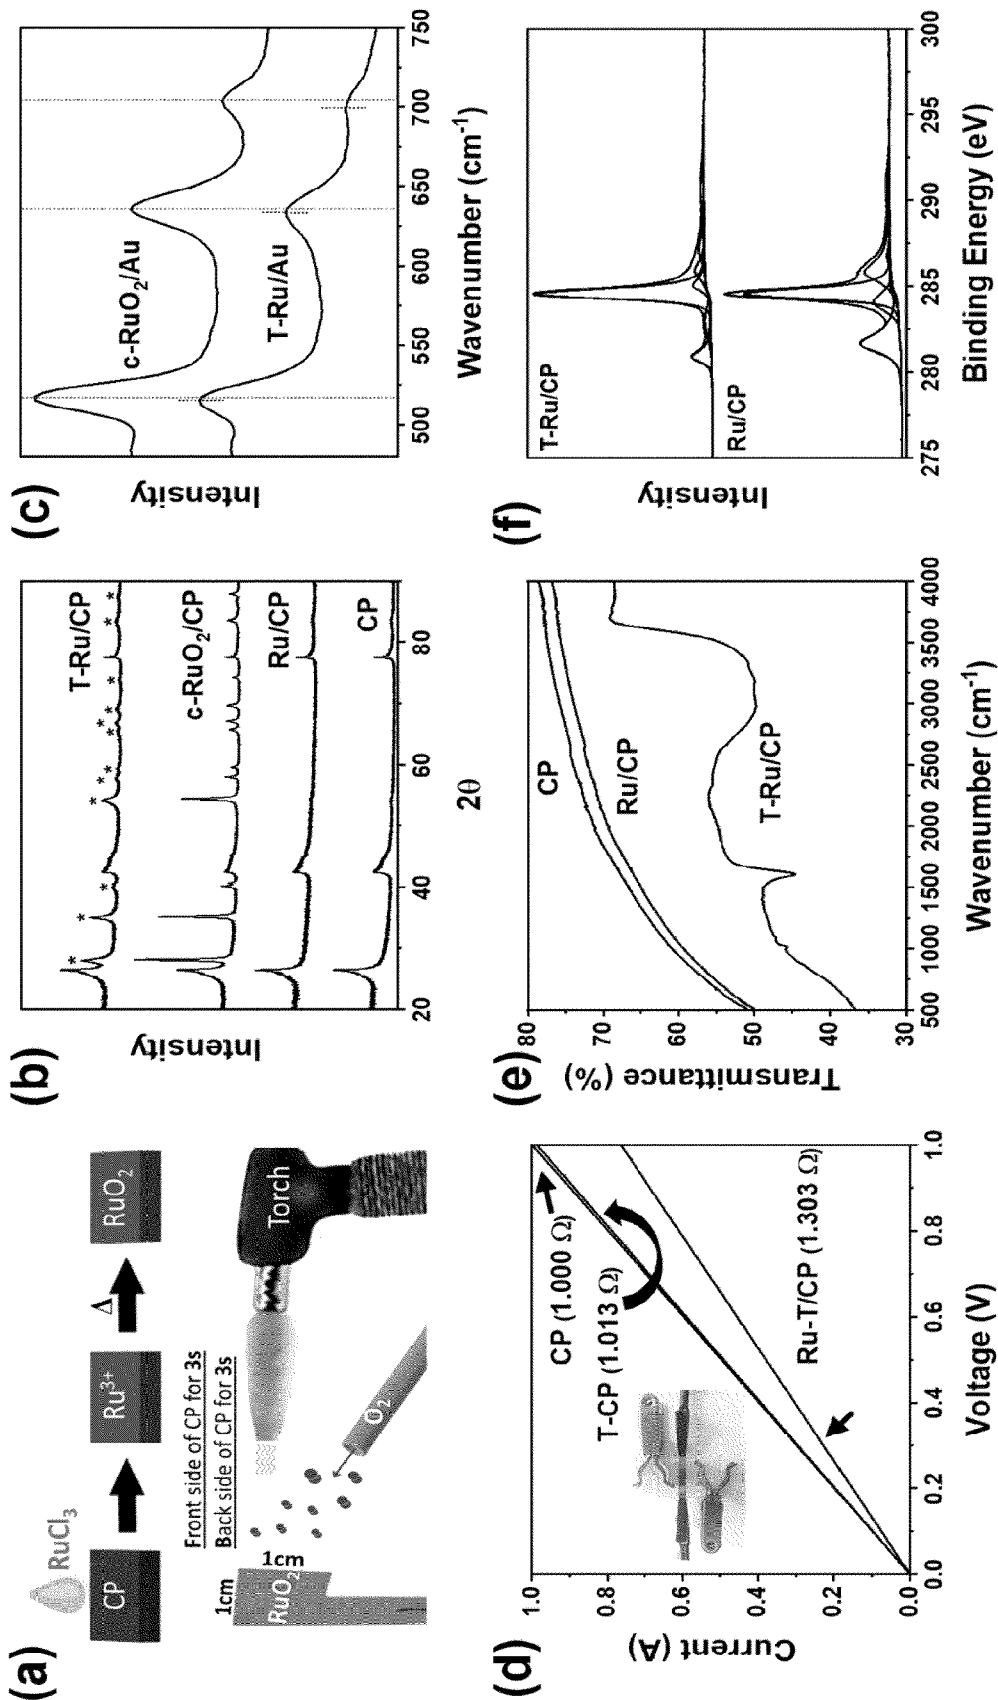 (a)
RuCl3
CP
Ru3+
Δ
RuO2
Front side of CP for 3s
Back side of CP for 3s
1cm
1cm
RuO2
O2
Torch
(b)
Intensity
T-Ru/CP
* * * * * * * * * *
c-RuO2/CP
Ru/CP
CP
20 40 60 80
2θ
(c)
Intensity
c-RuO2/Au
T-Ru/Au
500 550 600 650 700 750
Wavenumber (cm-1)
(d)
Current (A)
1.0
0.8
0.6
0.4
0.2
0.0
CP (1.000 Ω)
T-CP (1.013 Ω)
Ru-T/CP (1.303 Ω)
0.0 0.2 0.4 0.6 0.8 1.0
Voltage (V)
(e)
Transmittance (%)
80
70
60
50
40
30
CP
Ru/CP
T-Ru/CP
500 1000 1500 2000 2500 3000 3500 4000
Wavenumber (cm-1)
(f)
Intensity
T-Ru/CP
Ru/CP
275 280 285 290 295 300
Binding Energy (eV)